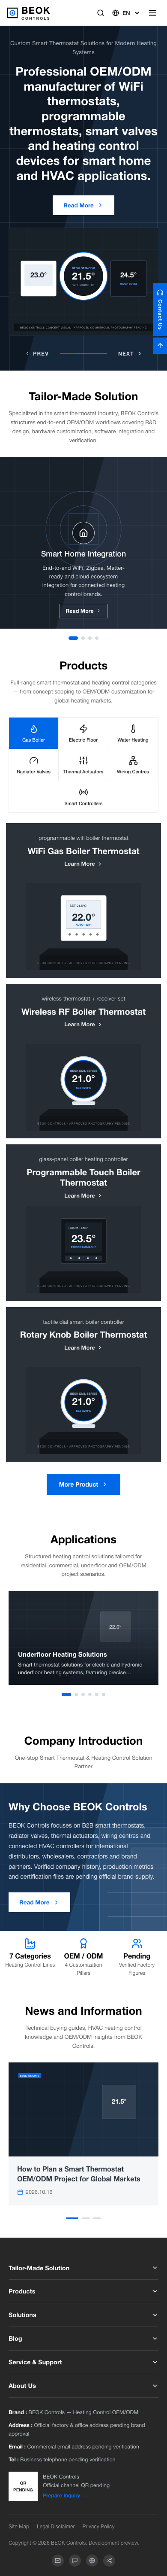 BEOK
CONTROLS
EN
Custom Smart Thermostat Solutions for Modern Heating
Systems
Professional OEM/ODM
manufacturer of WiFi
thermostats,
programmable
thermostats, smart valves
and heating control
devices for smart home
and HVAC applications.
Read More
23.0°
21.5°
24.5°
Contact Us
PREV
NEXT
Tailor-Made Solution
Specialized in the smart thermostat industry, BEOK Controls
structures end-to-end OEM/ODM workflows covering R&D
design, hardware customization, software integration and
verification.
Smart Home Integration
End-to-end WiFi, Zigbee, Matter-
ready and cloud ecosystem
integration for connected heating
control brands.
Read More
Products
Full-range smart thermostat and heating control categories
— from concept scoping to OEM/ODM customization for
global heating markets.
Gas Boiler
Electric Floor
Water Heating
Radiator Valves
Thermal Actuators
Wiring Centres
Smart Controllers
programmable wifi boiler thermostat
WiFi Gas Boiler Thermostat
Learn More
22.0°
wireless thermostat + receiver set
Wireless RF Boiler Thermostat
Learn More
21.0°
glass-panel boiler heating controller
Programmable Touch Boiler
Thermostat
Learn More
ROOM TEMP
23.5°
PROGRAMMABLE
tactile dial smart boiler controller
Rotary Knob Boiler Thermostat
Learn More
21.0°
More Product
Applications
Structured heating control solutions tailored for
residential, commercial, underfloor and OEM/ODM
project scenarios.
22.0°
Underfloor Heating Solutions
Smart thermostat solutions for electric and hydronic
underfloor heating systems, featuring precise…
Company Introduction
One-stop Smart Thermostat & Heating Control Solution
Partner
Why Choose BEOK Controls
BEOK Controls focuses on B2B smart thermostats,
radiator valves, thermal actuators, wiring centres and
connected HVAC controllers for international
distributors, wholesalers, contractors and brand
partners. Verified company history, production metrics
and certification files are pending official brand supply.
Read More
7 Categories
Heating Control Lines
OEM / ODM
4 Customization
Pillars
Pending
Verified Factory
Figures
News and Information
Technical buying guides, HVAC heating control
knowledge and OEM/ODM insights from BEOK
Controls.
BEOK INSIGHTS
21.5°
How to Plan a Smart Thermostat
OEM/ODM Project for Global Markets
2026.10.16
Tailor-Made Solution
Products
Solutions
Blog
Service & Support
About Us
Brand : BEOK Controls — Heating Control OEM/ODM
Address : Official factory & office address pending brand
approval
Email : Commercial email address pending verification
Tel : Business telephone pending verification
QR
PENDING
BEOK Controls
Official channel QR pending
Prepare Inquiry
Site Map
Legal Disclaimer
Privacy Policy
Copyright © 2026 BEOK Controls. Development preview.